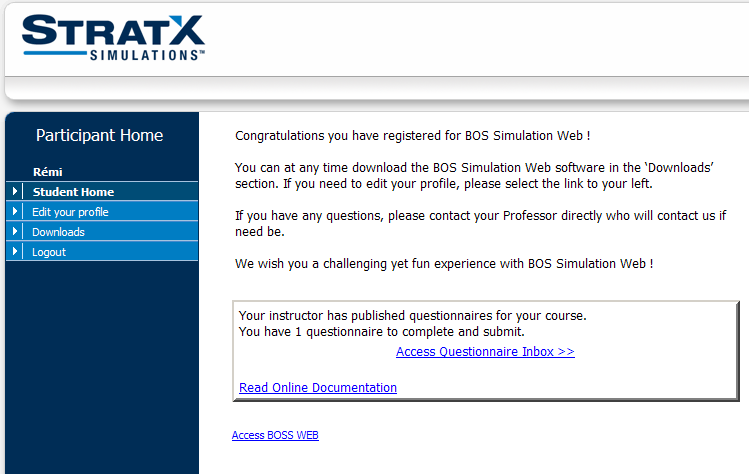 STRATX
SIMULATIONS™
Participant Home
Rémi
Student Home
Edit your profile
Downloads
Logout
Congratulations you have registered for BOS Simulation Web !
You can at any time download the BOS Simulation Web software in the ‘Downloads’
section. If you need to edit your profile, please select the link to your left.
If you have any questions, please contact your Professor directly who will contact us if
need be.
We wish you a challenging yet fun experience with BOS Simulation Web !
Your instructor has published questionnaires for your course.
You have 1 questionnaire to complete and submit.
Access Questionnaire Inbox >>
Read Online Documentation
Access BOSS WEB